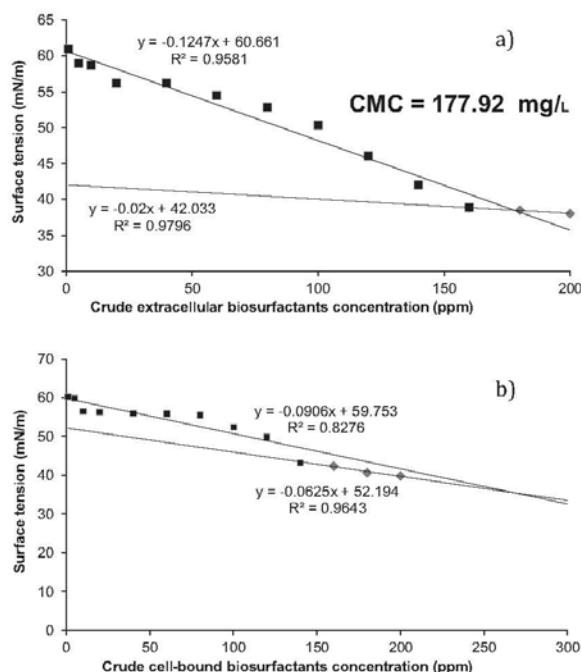 a)
65
60
55
50
45
40
35
30
Surface tension (mN/m)
y = -0.1247x + 60.661
R² = 0.9581
CMC = 177.92 mg/L
y = -0.02x + 42.033
R² = 0.9796
0 50 100 150 200
Crude extracellular biosurfactants concentration (ppm)
b)
70
60
50
40
30
20
10
0
Surface tension (mN/m)
y = -0.0906x + 59.753
R² = 0.8276
y = -0.0625x + 52.194
R² = 0.9643
0 50 100 150 200 250 300
Crude cell-bound biosurfactants concentration (ppm)